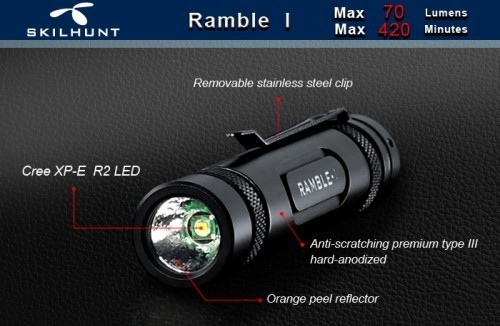 SKILHUNT
Ramble I
Max 70 Lumens
Max 420 Minutes
Removable stainless steel clip
Cree XP-E R2 LED
RAMBLE-I
Anti-scratching premium type III
hard-anodized
Orange peel reflector